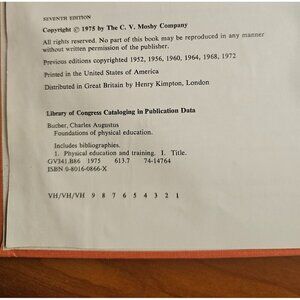 SEVENTH EDITION
Copyright © 1975 by The C. V. Mosby Company
All rights reserved. No part of this book may be reproduced in any manner
without written permission of the publisher.
Previous editions copyrighted 1952, 1956, 1960, 1964, 1968, 1972
Printed in the United States of America
Distributed in Great Britain by Henry Kimpton, London
Library of Congress Cataloging in Publication Data
Bucher, Charles Augustus
Foundations of physical education.
Includes bibliographies.
1. Physical education and training. I. Title.
GV341.B86 1975 613.7 74-14764
ISBN 0-8016-0866-X
VH/VH/VH 9 8 7 6 5 4 3 2 1